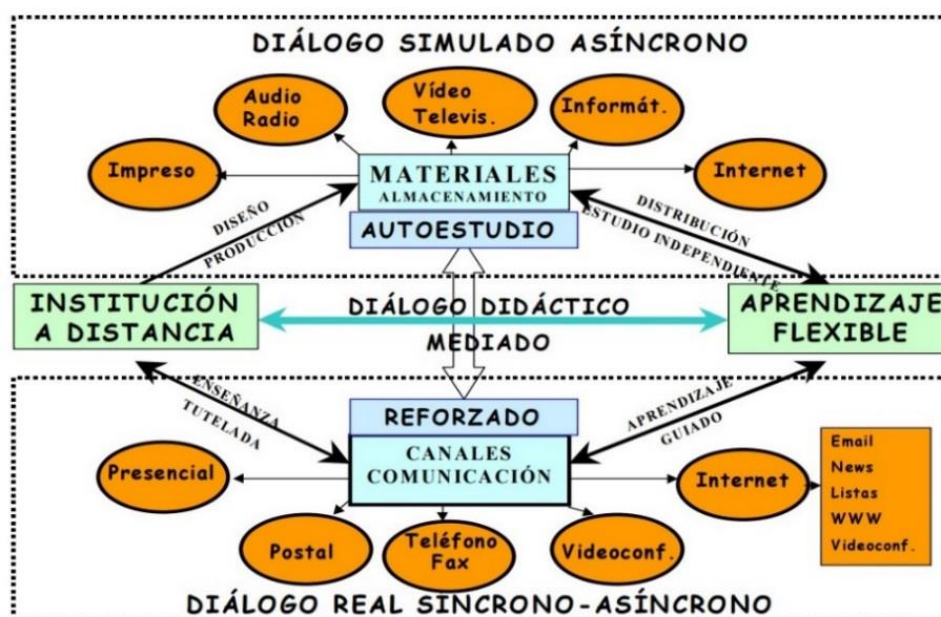 DIÁLOGO SIMULADO ASÍNCRONO
Audio
Radio
Vídeo
Televis.
Informát.
Impreso
Internet
MATERIALES
ALMACENAMIENTO
AUTOESTUDIO
DISEÑO
PRODUCCIÓN
DISTRIBUCIÓN
ESTUDIO INDEPENDIENTE
INSTITUCIÓN
A DISTANCIA
DIÁLOGO DIDÁCTICO
MEDIADO
APRENDIZAJE
FLEXIBLE
ENSEÑANZA
TUTELADA
REFORZADO
CANALES
COMUNICACIÓN
APRENDIZAJE
GUIADO
Presencial
Postal
Teléfono
Fax
Videoconf.
Internet
Email
News
Listas
WWW
Videoconf.
DIÁLOGO REAL SÍNCRONO-ASÍNCRONO